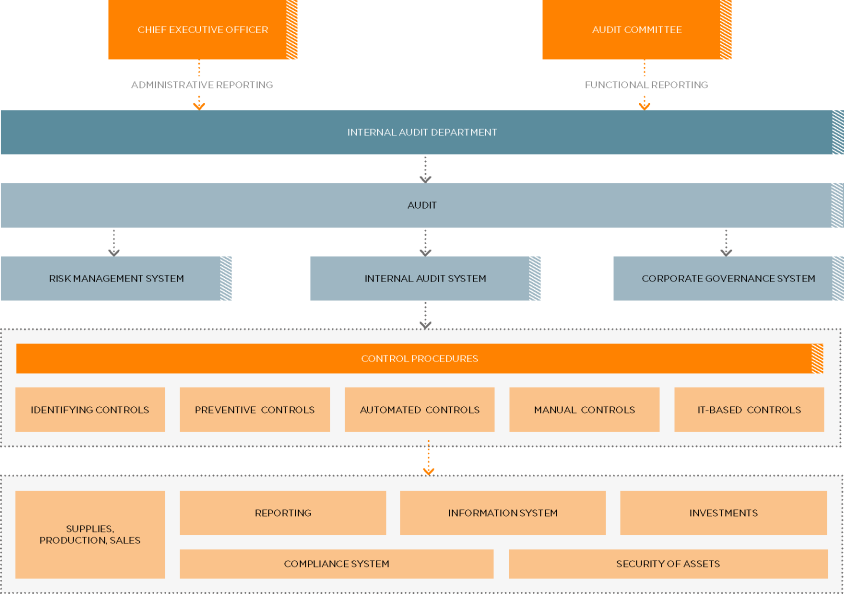 CHIEF EXECUTIVE OFFICER
AUDIT COMMITTEE
ADMINISTRATIVE REPORTING
FUNCTIONAL REPORTING
INTERNAL AUDIT DEPARTMENT
AUDIT
RISK MANAGEMENT SYSTEM
INTERNAL AUDIT SYSTEM
CORPORATE GOVERNANCE SYSTEM
CONTROL PROCEDURES
IDENTIFYING CONTROLS
PREVENTIVE CONTROLS
AUTOMATED CONTROLS
MANUAL CONTROLS
IT-BASED CONTROLS
SUPPLIES,
PRODUCTION, SALES
REPORTING
INFORMATION SYSTEM
INVESTMENTS
COMPLIANCE SYSTEM
SECURITY OF ASSETS